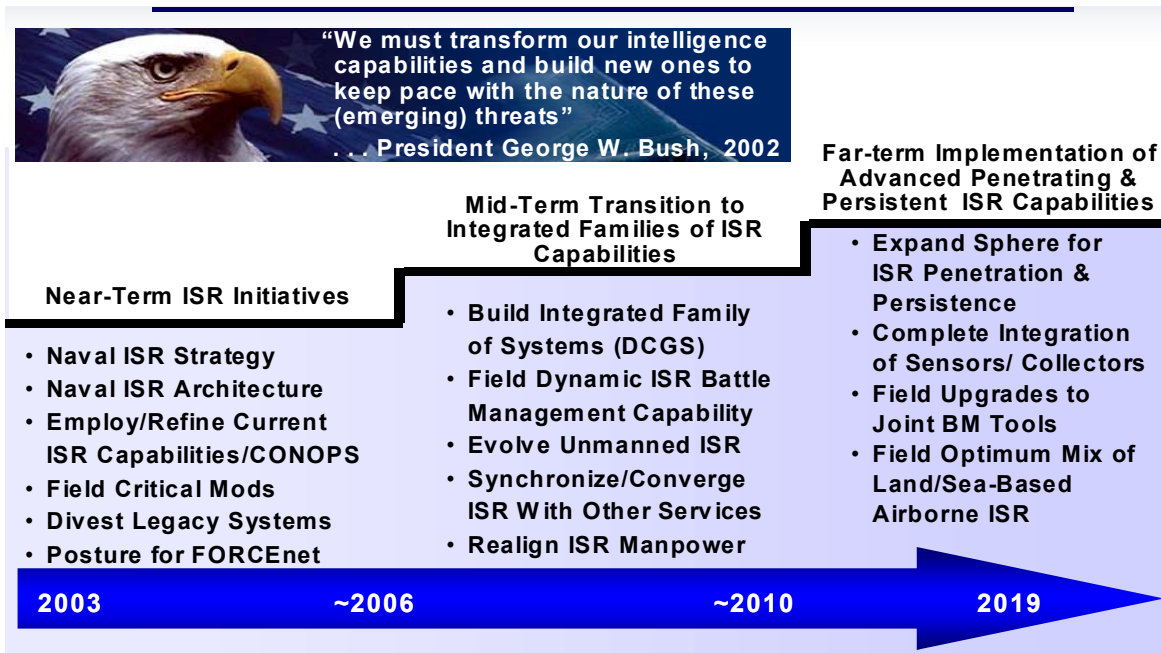 “We must transform our intelligence
capabilities and build new ones to
keep pace with the nature of these
(emerging) threats”
. . . President George W. Bush, 2002
Near-Term ISR Initiatives
• Naval ISR Strategy
• Naval ISR Architecture
• Employ/Refine Current
ISR Capabilities/CONOPS
• Field Critical Mods
• Divest Legacy Systems
• Posture for FORCEnet
Mid-Term Transition to
Integrated Families of ISR
Capabilities
• Build Integrated Family
of Systems (DCGS)
• Field Dynamic ISR Battle
Management Capability
• Evolve Unmanned ISR
• Synchronize/Converge
ISR With Other Services
• Realign ISR Manpower
Far-term Implementation of
Advanced Penetrating &
Persistent ISR Capabilities
• Expand Sphere for
ISR Penetration &
Persistence
• Complete Integration
of Sensors/ Collectors
• Field Upgrades to
Joint BM Tools
• Field Optimum Mix of
Land/Sea-Based
Airborne ISR
2003 ~2006 ~2010 2019